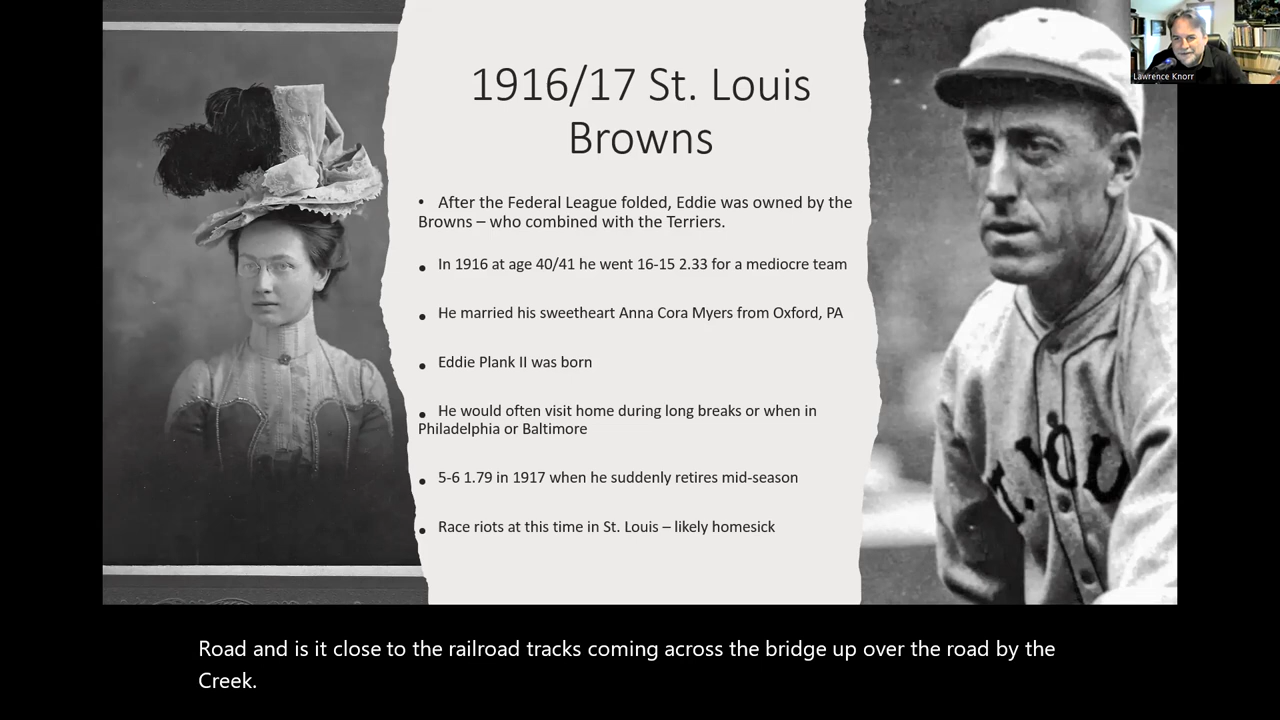 1916/17 St. Louis
Browns
• After the Federal League folded, Eddie was owned by the
Browns – who combined with the Terriers.
• In 1916 at age 40/41 he went 16-15 2.33 for a mediocre team
• He married his sweetheart Anna Cora Myers from Oxford, PA
• Eddie Plank II was born
• He would often visit home during long breaks or when in
Philadelphia or Baltimore
• 5-6 1.79 in 1917 when he suddenly retires mid-season
• Race riots at this time in St. Louis – likely homesick
Lawrence Knorr
T.LOU
Road and is it close to the railroad tracks coming across the bridge up over the road by the
Creek.